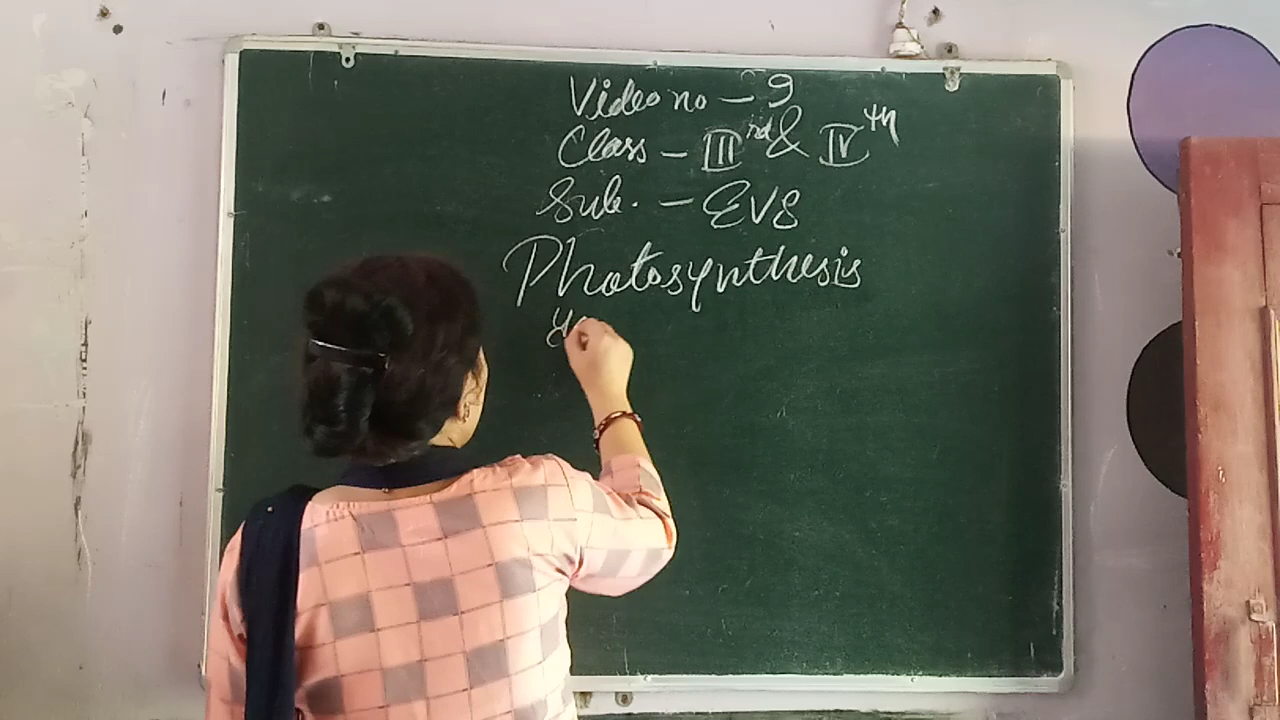 Video no – 9
Class – III rd & IV th
Sub. – EVS
Photosynthesis